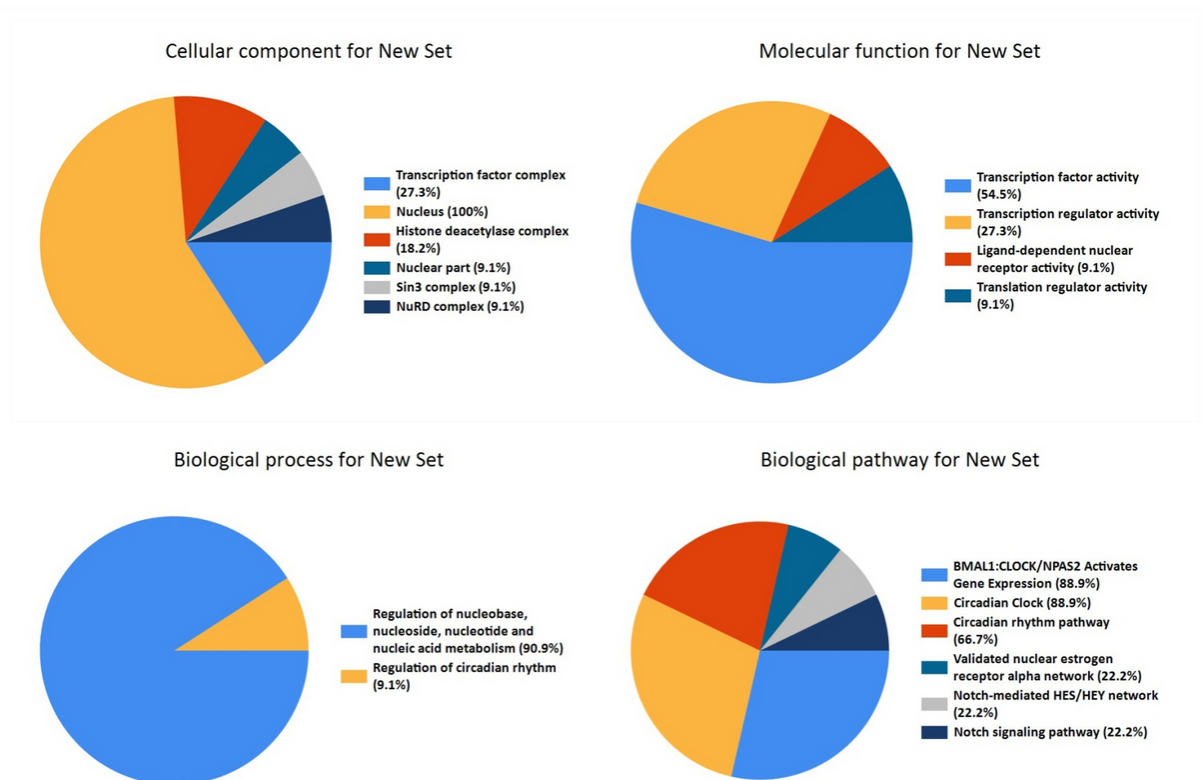 Cellular component for New Set
Transcription factor complex
(27.3%)
Nucleus (100%)
Histone deacetylase complex
(18.2%)
Nuclear part (9.1%)
Sin3 complex (9.1%)
NuRD complex (9.1%)
Molecular function for New Set
Transcription factor activity
(54.5%)
Transcription regulator activity
(27.3%)
Ligand-dependent nuclear
receptor activity (9.1%)
Translation regulator activity
(9.1%)
Biological process for New Set
Regulation of nucleobase,
nucleoside, nucleotide and
nucleic acid metabolism (90.9%)
Regulation of circadian rhythm
(9.1%)
Biological pathway for New Set
BMAL1:CLOCK/NPAS2 Activates
Gene Expression (88.9%)
Circadian Clock (88.9%)
Circadian rhythm pathway
(66.7%)
Validated nuclear estrogen
receptor alpha network (22.2%)
Notch-mediated HES/HEY network
(22.2%)
Notch signaling pathway (22.2%)